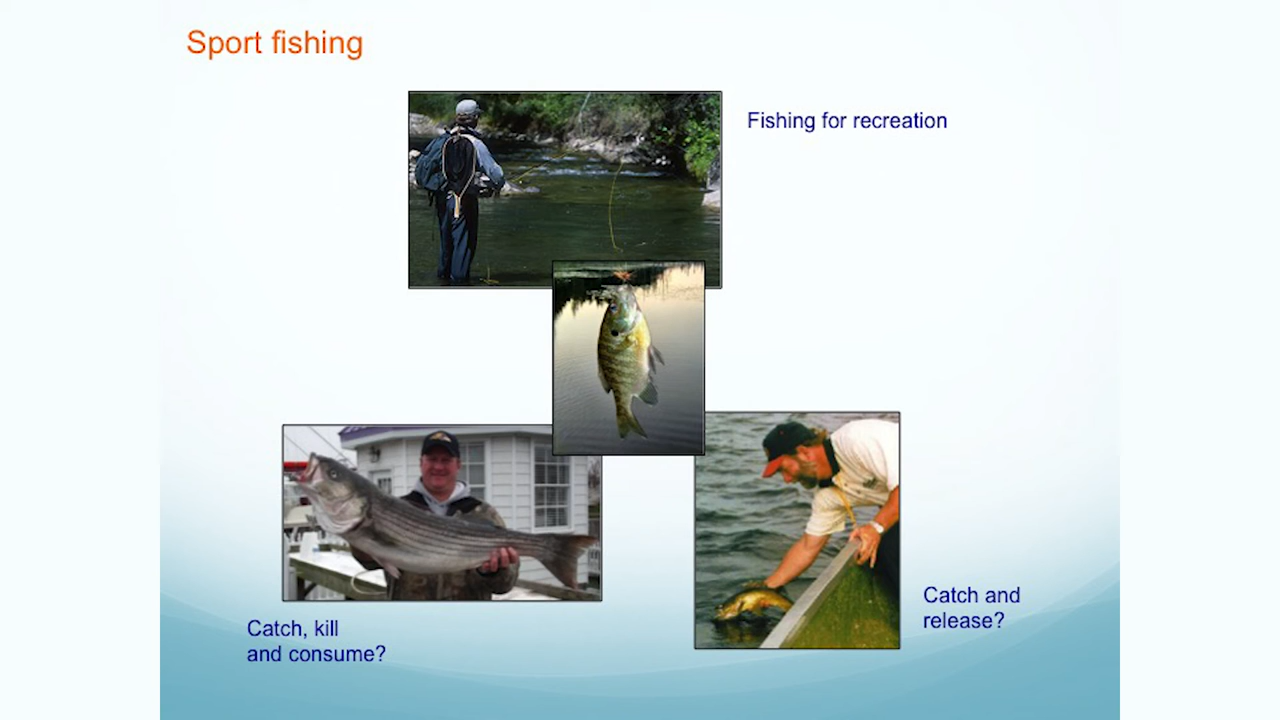 Sport fishing
Fishing for recreation
Catch and
release?
Catch, kill
and consume?